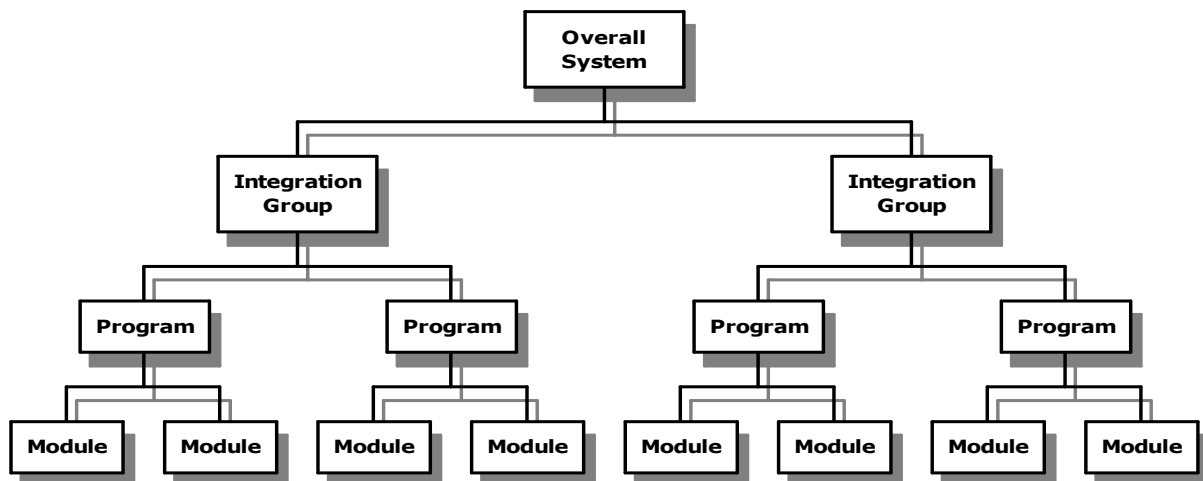 Overall
System
Integration
Group
Integration
Group
Program
Program
Program
Program
Module
Module
Module
Module
Module
Module
Module
Module